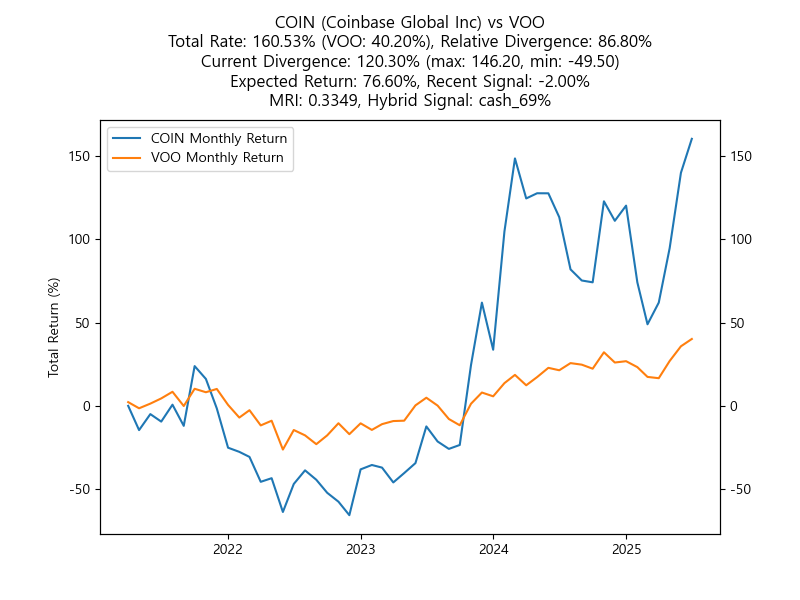 COIN (Coinbase Global Inc) vs VOO
Total Rate: 160.53% (VOO: 40.20%), Relative Divergence: 86.80%
Current Divergence: 120.30% (max: 146.20, min: -49.50)
Expected Return: 76.60%, Recent Signal: -2.00%
MRI: 0.3349, Hybrid Signal: cash_69%
COIN Monthly Return
VOO Monthly Return
Total Return (%)
150
100
50
0
-50
150
100
50
0
-50
2022
2023
2024
2025